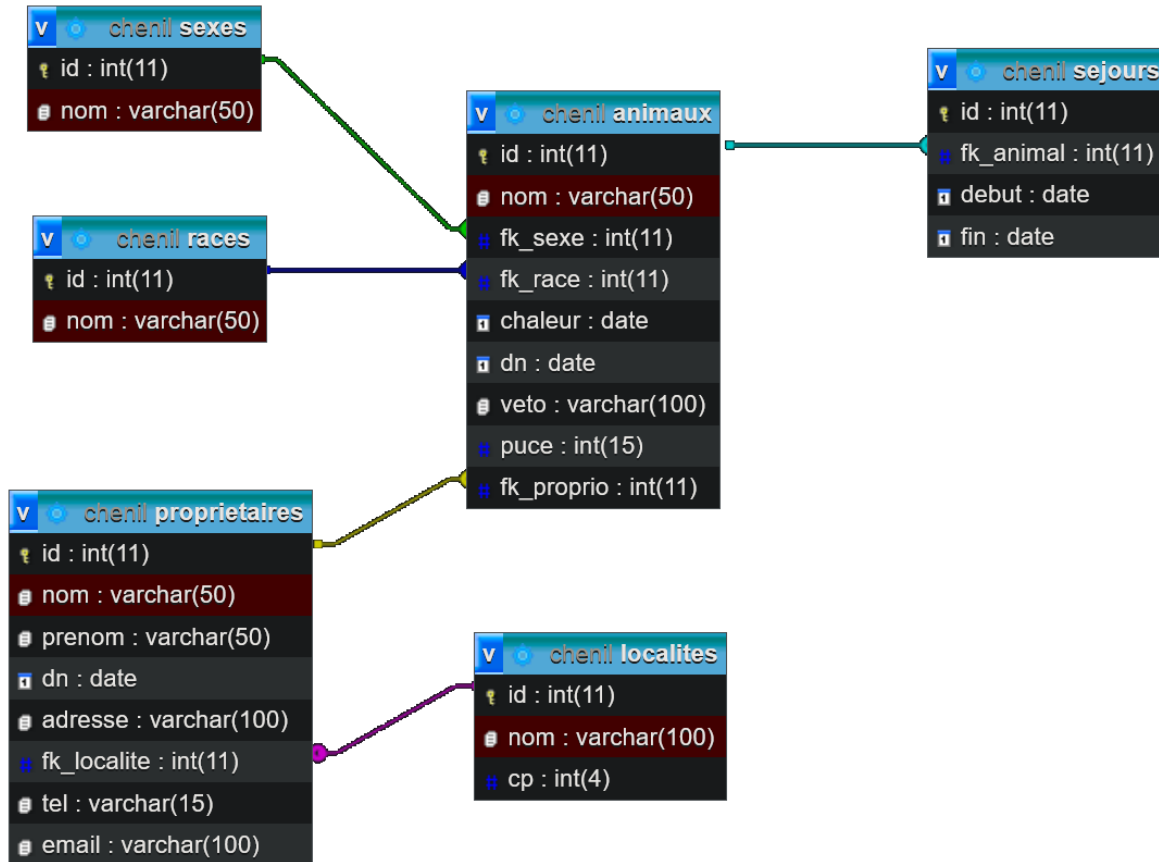 v chenil sexes
id : int(11)
nom : varchar(50)
v chenil races
id : int(11)
nom : varchar(50)
v chenil animaux
id : int(11)
nom : varchar(50)
fk_sexe : int(11)
fk_race : int(11)
chaleur : date
dn : date
veto : varchar(100)
puce : int(15)
fk_proprio : int(11)
v chenil sejours
id : int(11)
fk_animal : int(11)
debut : date
fin : date
v chenil proprietaires
id : int(11)
nom : varchar(50)
prenom : varchar(50)
dn : date
adresse : varchar(100)
fk_localite : int(11)
tel : varchar(15)
email : varchar(100)
v chenil localites
id : int(11)
nom : varchar(100)
cp : int(4)